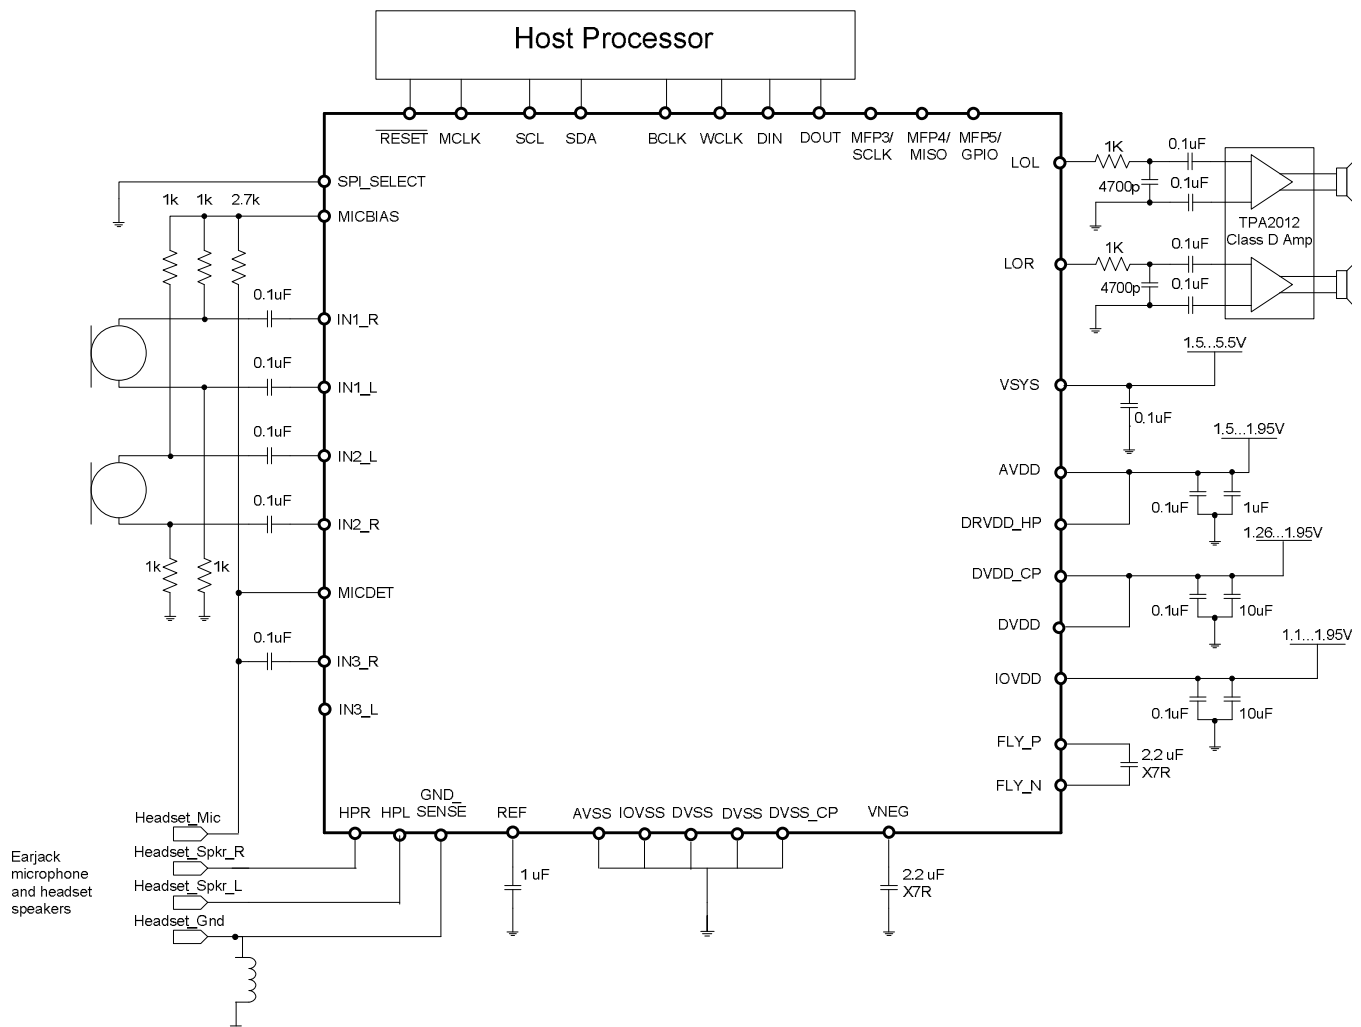 Host Processor
RESET MCLK SCL SDA BCLK WCLK DIN DOUT MFP3/ MFP4/ MFP5/
SCLK MISO GPIO
SPI_SELECT
1k 1k 2.7k
MICBIAS
0.1uF
IN1_R
0.1uF
IN1_L
0.1uF
IN2_L
0.1uF
IN2_R
1k 1k
MICDET
0.1uF
IN3_R
IN3_L
LOL
1K
0.1uF
4700p
0.1uF
TPA2012
Class D Amp
LOR
1K
0.1uF
4700p
0.1uF
1.5...5.5V
VSYS
0.1uF
1.5...1.95V
AVDD
0.1uF 1uF
DRVDD_HP
1.26...1.95V
DVDD_CP
0.1uF 10uF
DVDD
1.1...1.95V
IOVDD
0.1uF 10uF
FLY_P
2.2 uF
X7R
FLY_N
HPR HPL GND_
SENSE REF AVSS IOVSS DVSS DVSS DVSS_CP VNEG
1 uF
2.2 uF
X7R
Headset_Mic
Headset_Spkr_R
Headset_Spkr_L
Headset_Gnd
Earjack
microphone
and headset
speakers